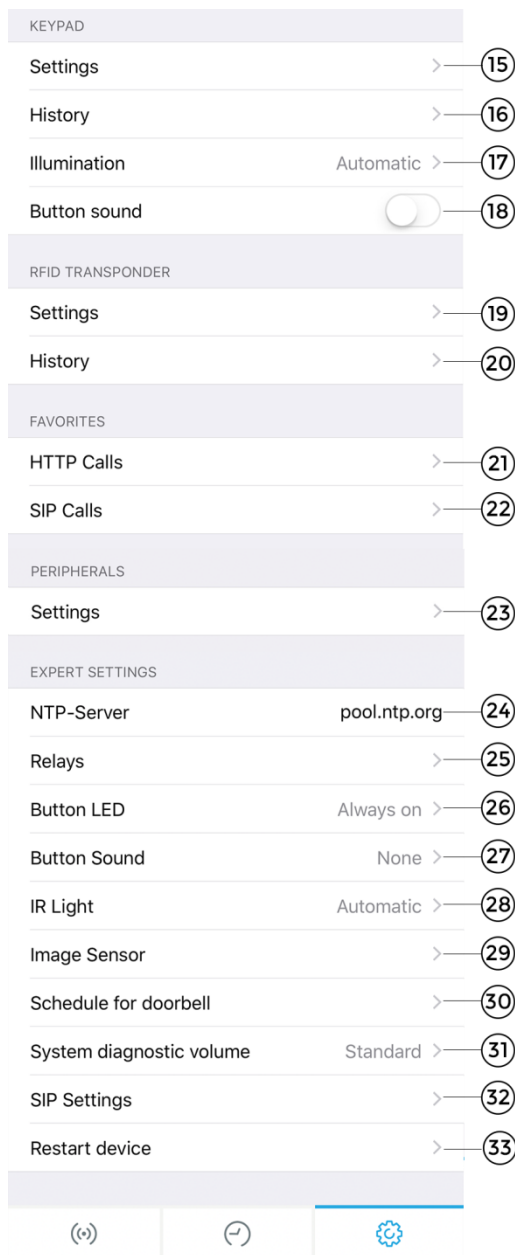 KEYPAD
Settings 15
History 16
Illumination Automatic 17
Button sound 18
RFID TRANSPONDER
Settings 19
History 20
FAVORITES
HTTP Calls 21
SIP Calls 22
PERIPHERALS
Settings 23
EXPERT SETTINGS
NTP-Server pool.ntp.org 24
Relays 25
Button LED Always on 26
Button Sound None 27
IR Light Automatic 28
Image Sensor 29
Schedule for doorbell 30
System diagnostic volume Standard 31
SIP Settings 32
Restart device 33